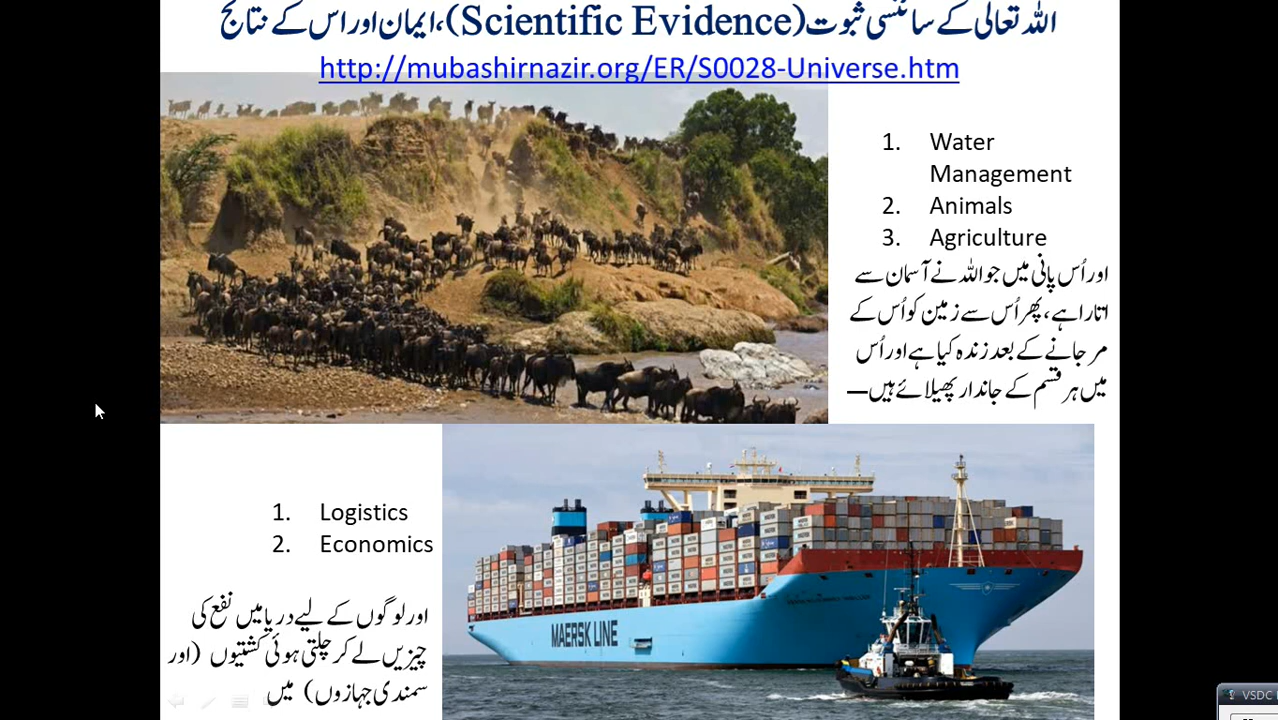 اللہ تعالی کے سائنسی ثبوت (Scientific Evidence)، ایمان اور اس کے نتائج
http://mubashirnazir.org/ER/S0028-Universe.htm
1. Water
Management
2. Animals
3. Agriculture
اور اُس پانی میں جو اللہ نے آسمان سے
اتارا ہے، پھر اُس سے زمین کو اُس کے
مر جانے کے بعد زندہ کیا ہے اور اُس
میں ہر قسم کے جاندار پھیلائے ہیں—
1. Logistics
2. Economics
اور لوگوں کے لیے دریا میں نفع کی
چیزیں لے کر چلتی ہوئی کشتیوں (اور
سمندی جہازوں) میں
MAERSK LINE
VSDC